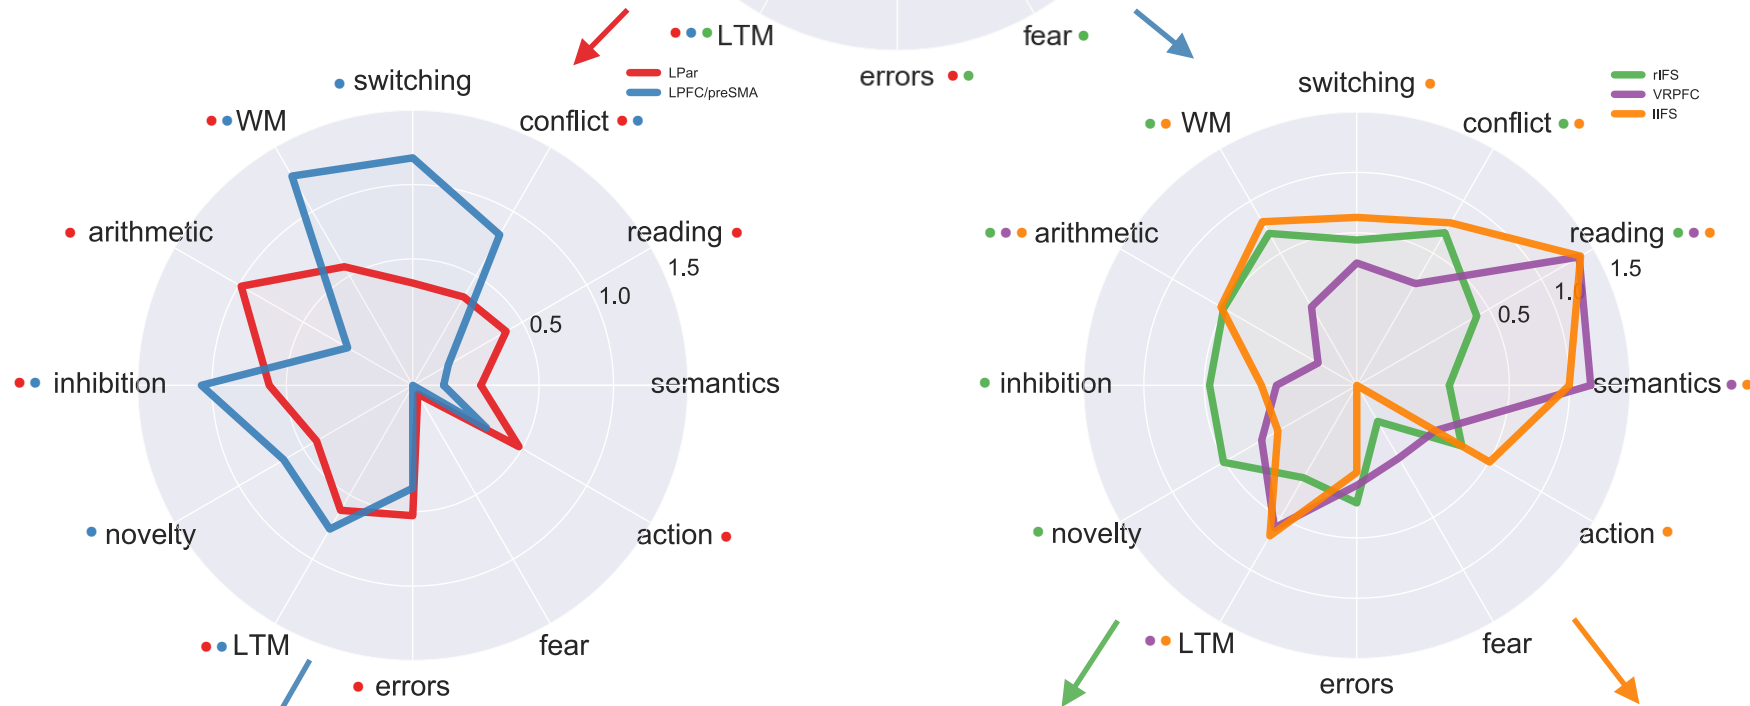 LTM
fear
errors
LPar
LPFC/preSMA
switching
WM
conflict
arithmetic
reading
1.5
1.0
0.5
inhibition
semantics
novelty
action
LTM
fear
errors
rIFS
VRPFC
lIFS
switching
WM
conflict
arithmetic
reading
1.5
1.0
0.5
inhibition
semantics
novelty
action
LTM
fear
errors